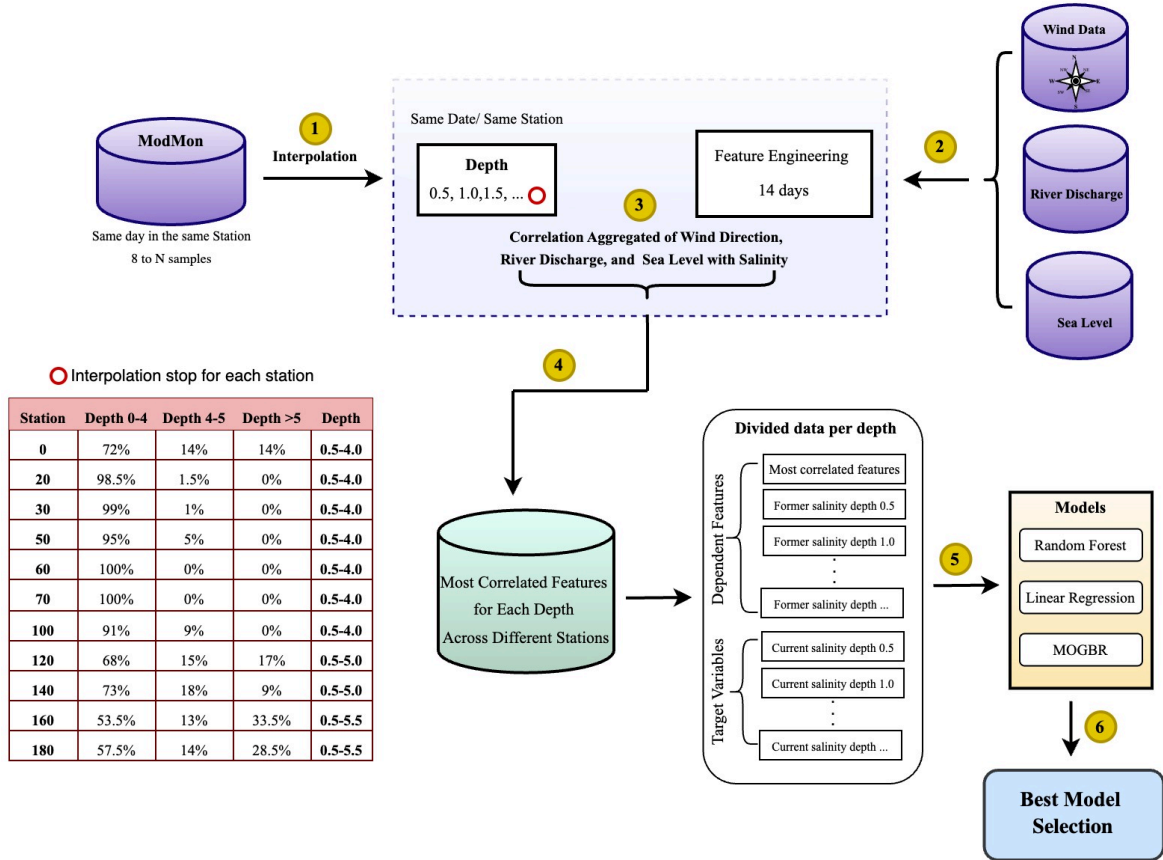 Wind Data
N
W
E
S
River Discharge
Sea Level
2
ModMon
Same day in the same Station
8 to N samples
1
Interpolation
Same Date/ Same Station
Depth
0.5, 1.0,1.5, ...
Feature Engineering
14 days
3
Correlation Aggregated of Wind Direction,
River Discharge, and Sea Level with Salinity
4
Interpolation stop for each station
Station Depth 0-4 Depth 4-5 Depth >5 Depth
0 72% 14% 14% 0.5-4.0
20 98.5% 1.5% 0% 0.5-4.0
30 99% 1% 0% 0.5-4.0
50 95% 5% 0% 0.5-4.0
60 100% 0% 0% 0.5-4.0
70 100% 0% 0% 0.5-4.0
100 91% 9% 0% 0.5-4.0
120 68% 15% 17% 0.5-5.0
140 73% 18% 9% 0.5-5.0
160 53.5% 13% 33.5% 0.5-5.5
180 57.5% 14% 28.5% 0.5-5.5
Most Correlated Features
for Each Depth
Across Different Stations
Divided data per depth
Dependent Features
Most correlated features
Former salinity depth 0.5
Former salinity depth 1.0
Former salinity depth ...
Target Variables
Current salinity depth 0.5
Current salinity depth 1.0
Current salinity depth ...
5
Models
Random Forest
Linear Regression
MOGBR
6
Best Model
Selection